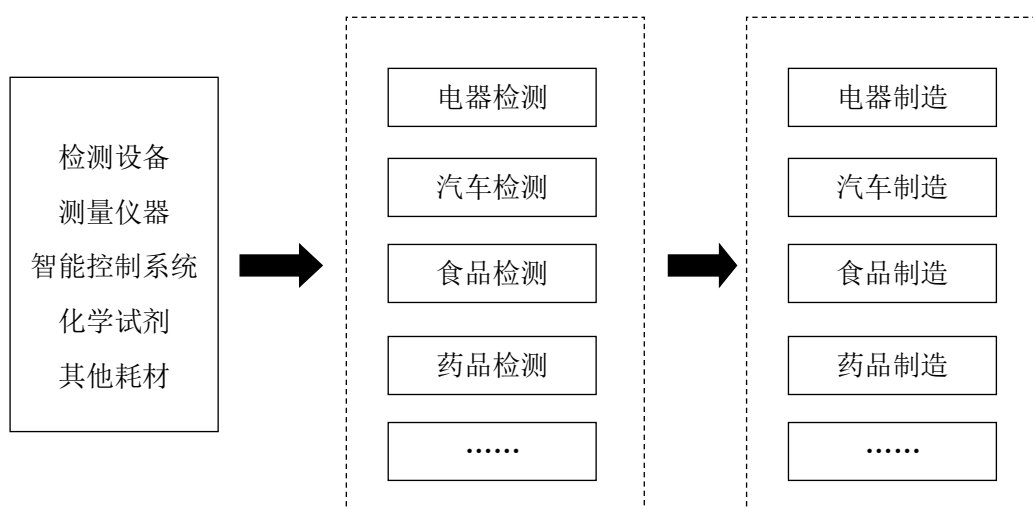 检测设备
测量仪器
智能控制系统
化学试剂
其他耗材
电器检测
汽车检测
食品检测
药品检测
……
电器制造
汽车制造
食品制造
药品制造
……